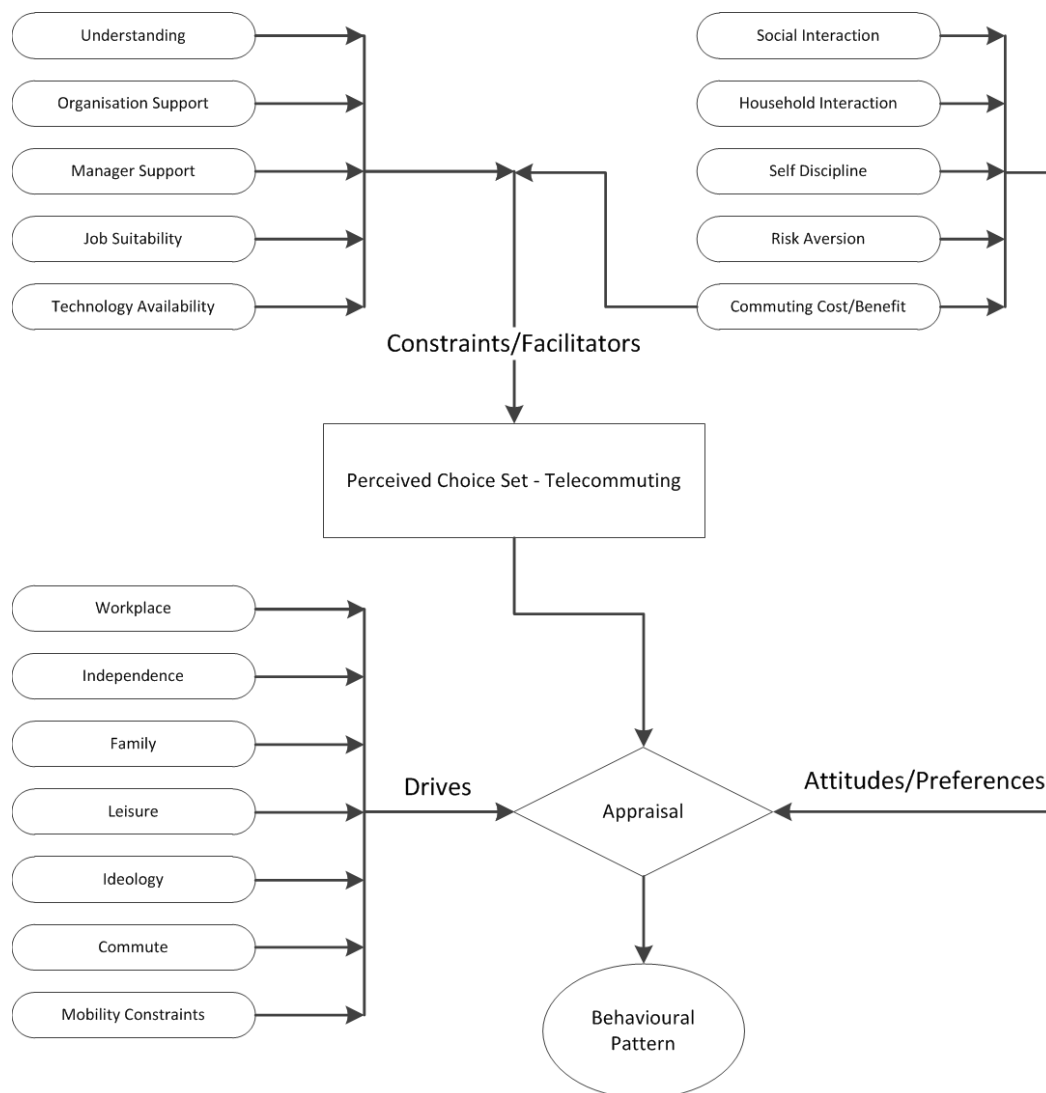 Understanding
Organisation Support
Manager Support
Job Suitability
Technology Availability
Social Interaction
Household Interaction
Self Discipline
Risk Aversion
Commuting Cost/Benefit
Constraints/Facilitators
Perceived Choice Set - Telecommuting
Workplace
Independence
Family
Leisure
Ideology
Commute
Mobility Constraints
Drives
Appraisal
Attitudes/Preferences
Behavioural
Pattern